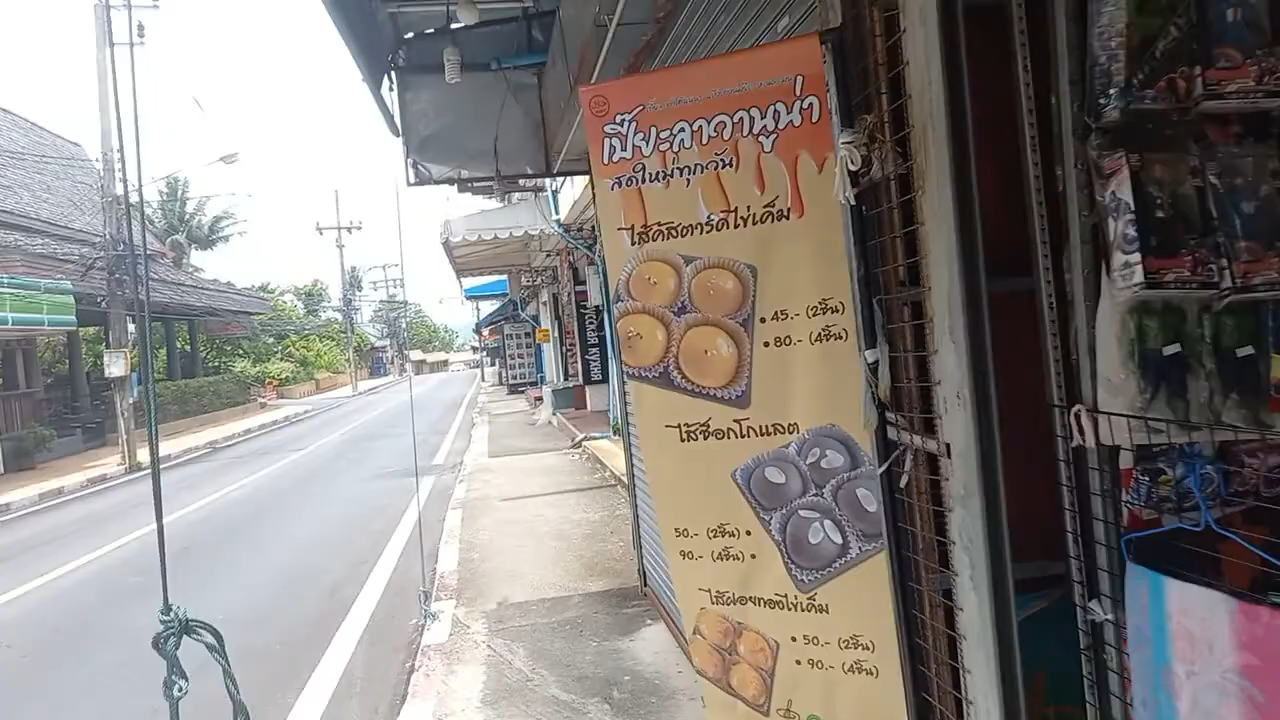 เปี๊ยะลาวานูน่า
สดใหม่ทุกวัน
ไส้คัสตาร์ดไข่เค็ม
• 45.- (2ชิ้น)
• 80.- (4ชิ้น)
ไส้ช็อกโกแลต
50.- (2ชิ้น) •
90.- (4ชิ้น) •
ไส้ฝอยทองไข่เค็ม
• 50.- (2ชิ้น)
• 90.- (4ชิ้น)
РУССКАЯ КУХНЯ